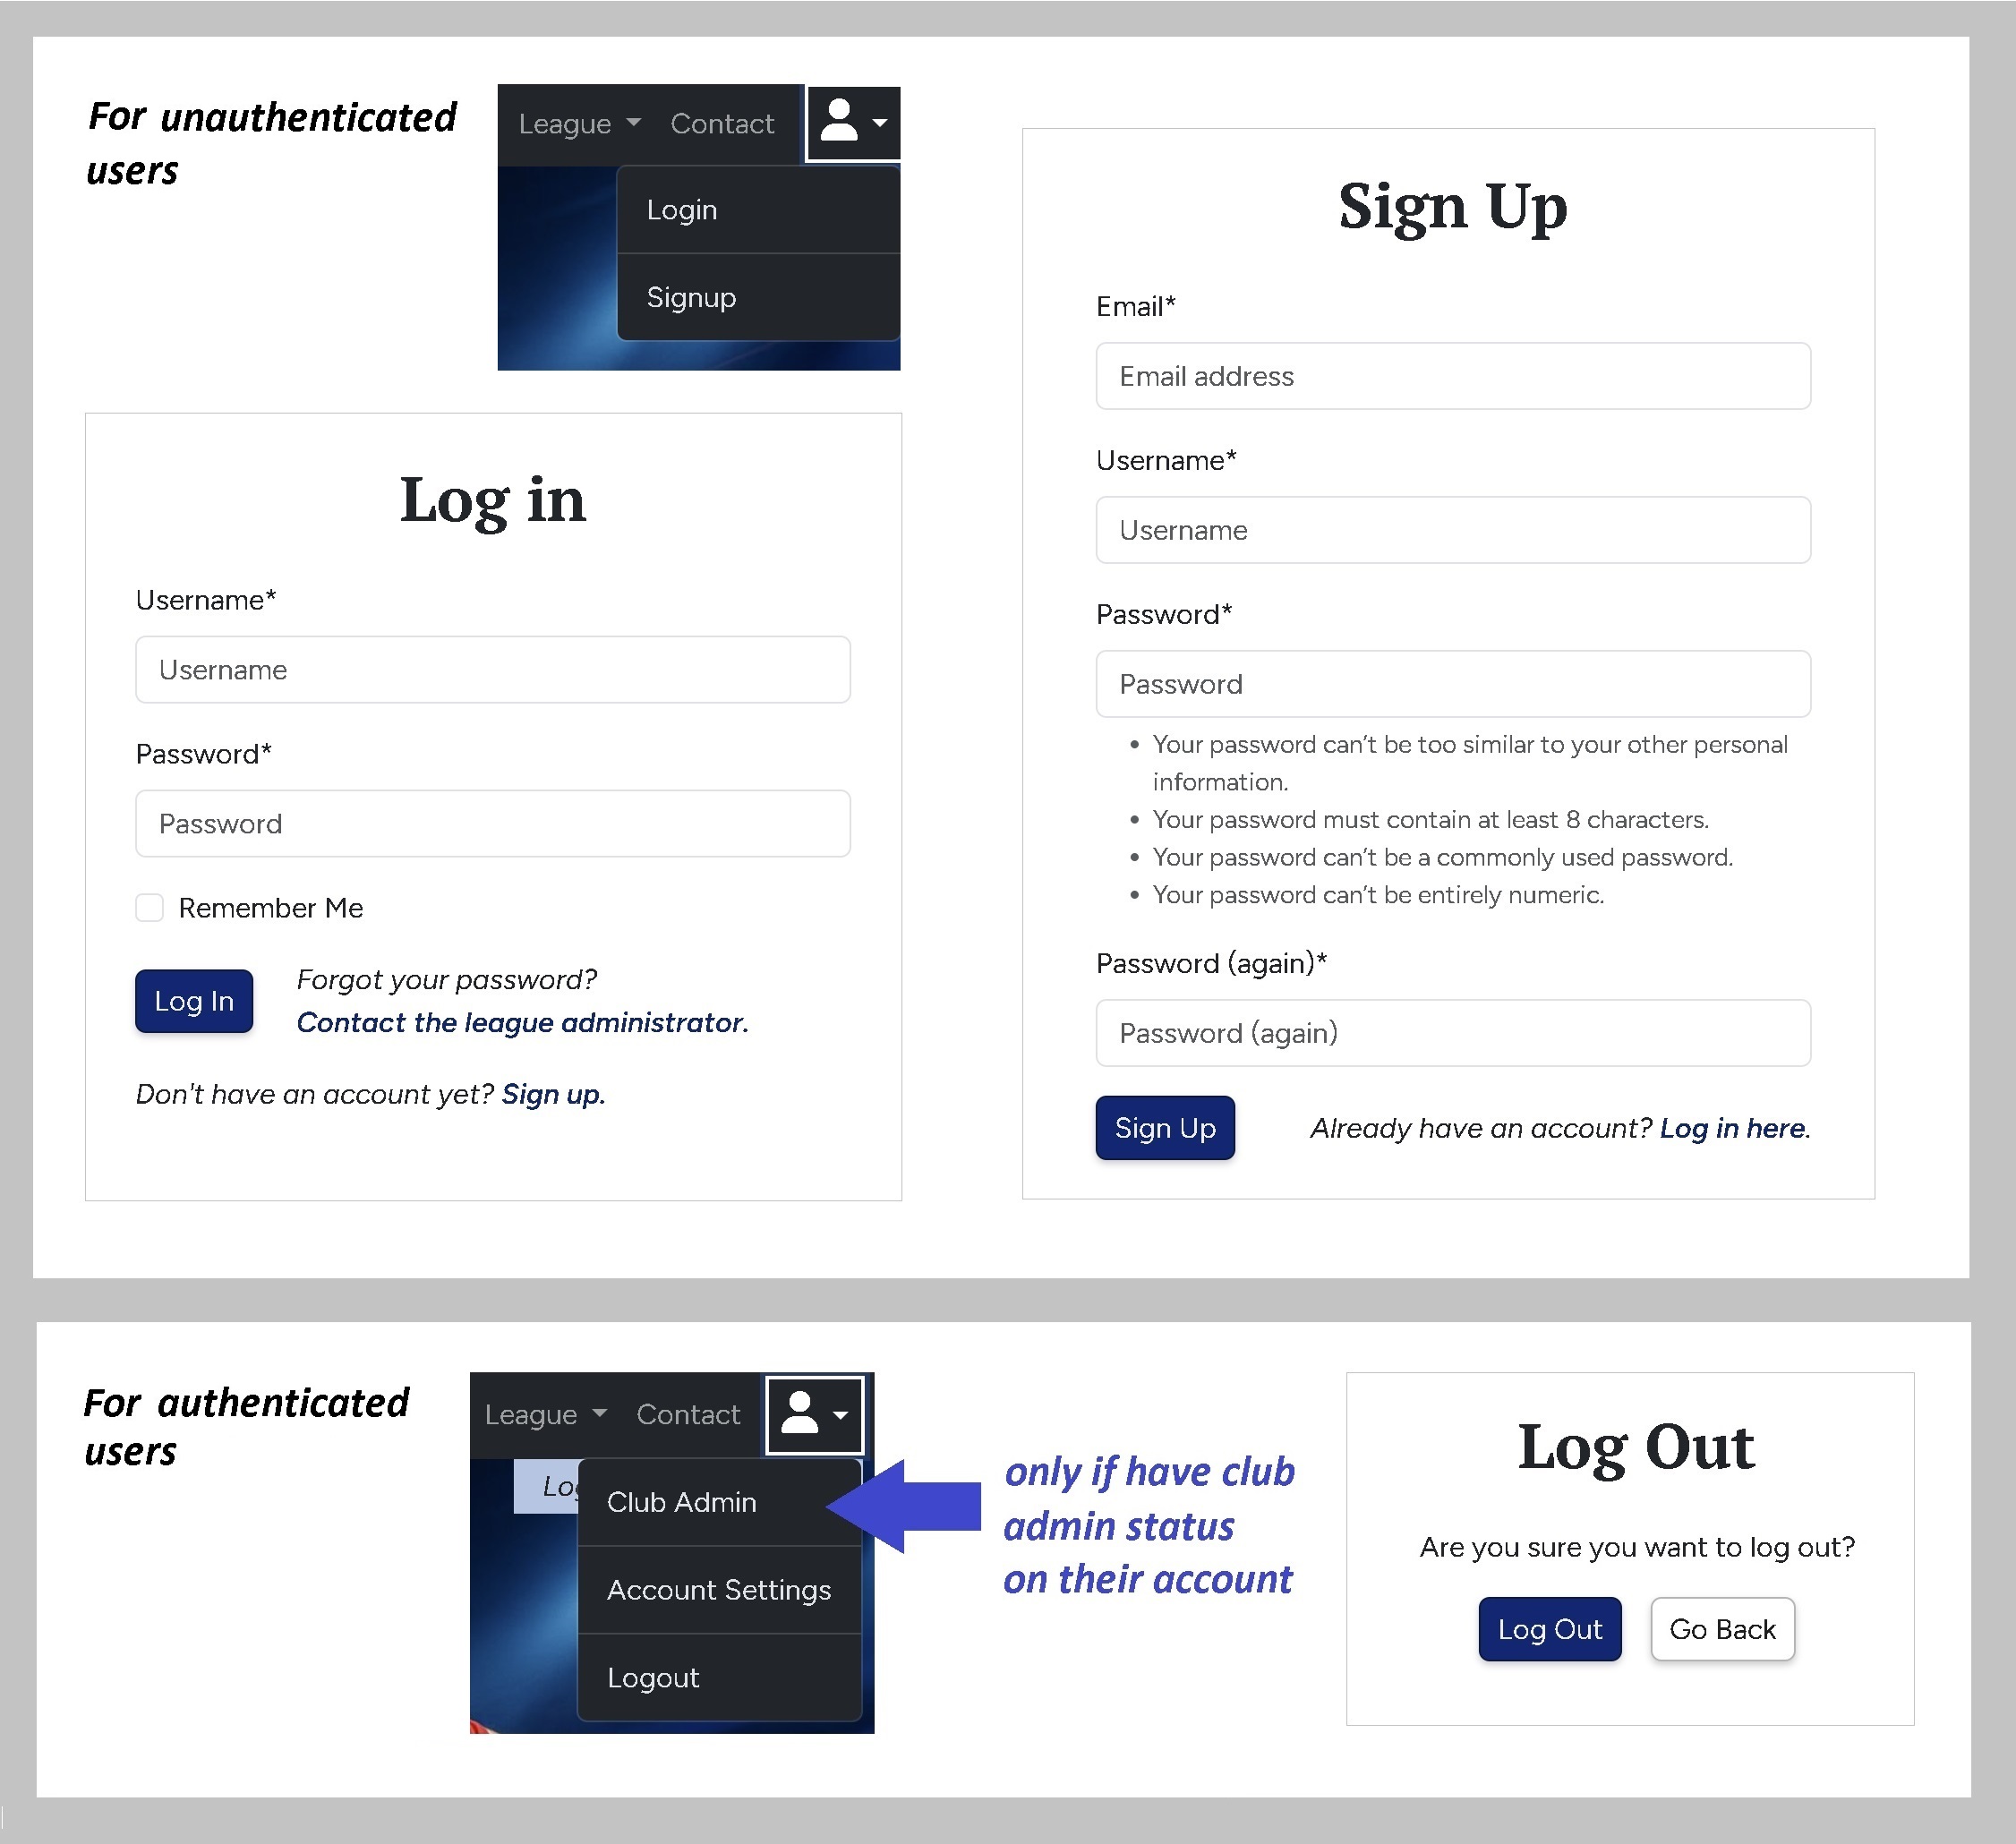 For unauthenticated
users
League Contact
Login
Signup
Log in
Username*
Username
Password*
Password
Remember Me
Log In
Forgot your password?
Contact the league administrator.
Don't have an account yet? Sign up.
Sign Up
Email*
Email address
Username*
Username
Password*
Password
• Your password can’t be too similar to your other personal
information.
• Your password must contain at least 8 characters.
• Your password can’t be a commonly used password.
• Your password can’t be entirely numeric.
Password (again)*
Password (again)
Sign Up
Already have an account? Log in here.
For authenticated
users
League Contact
Club Admin
Account Settings
Logout
only if have club
admin status
on their account
Log Out
Are you sure you want to log out?
Log Out Go Back